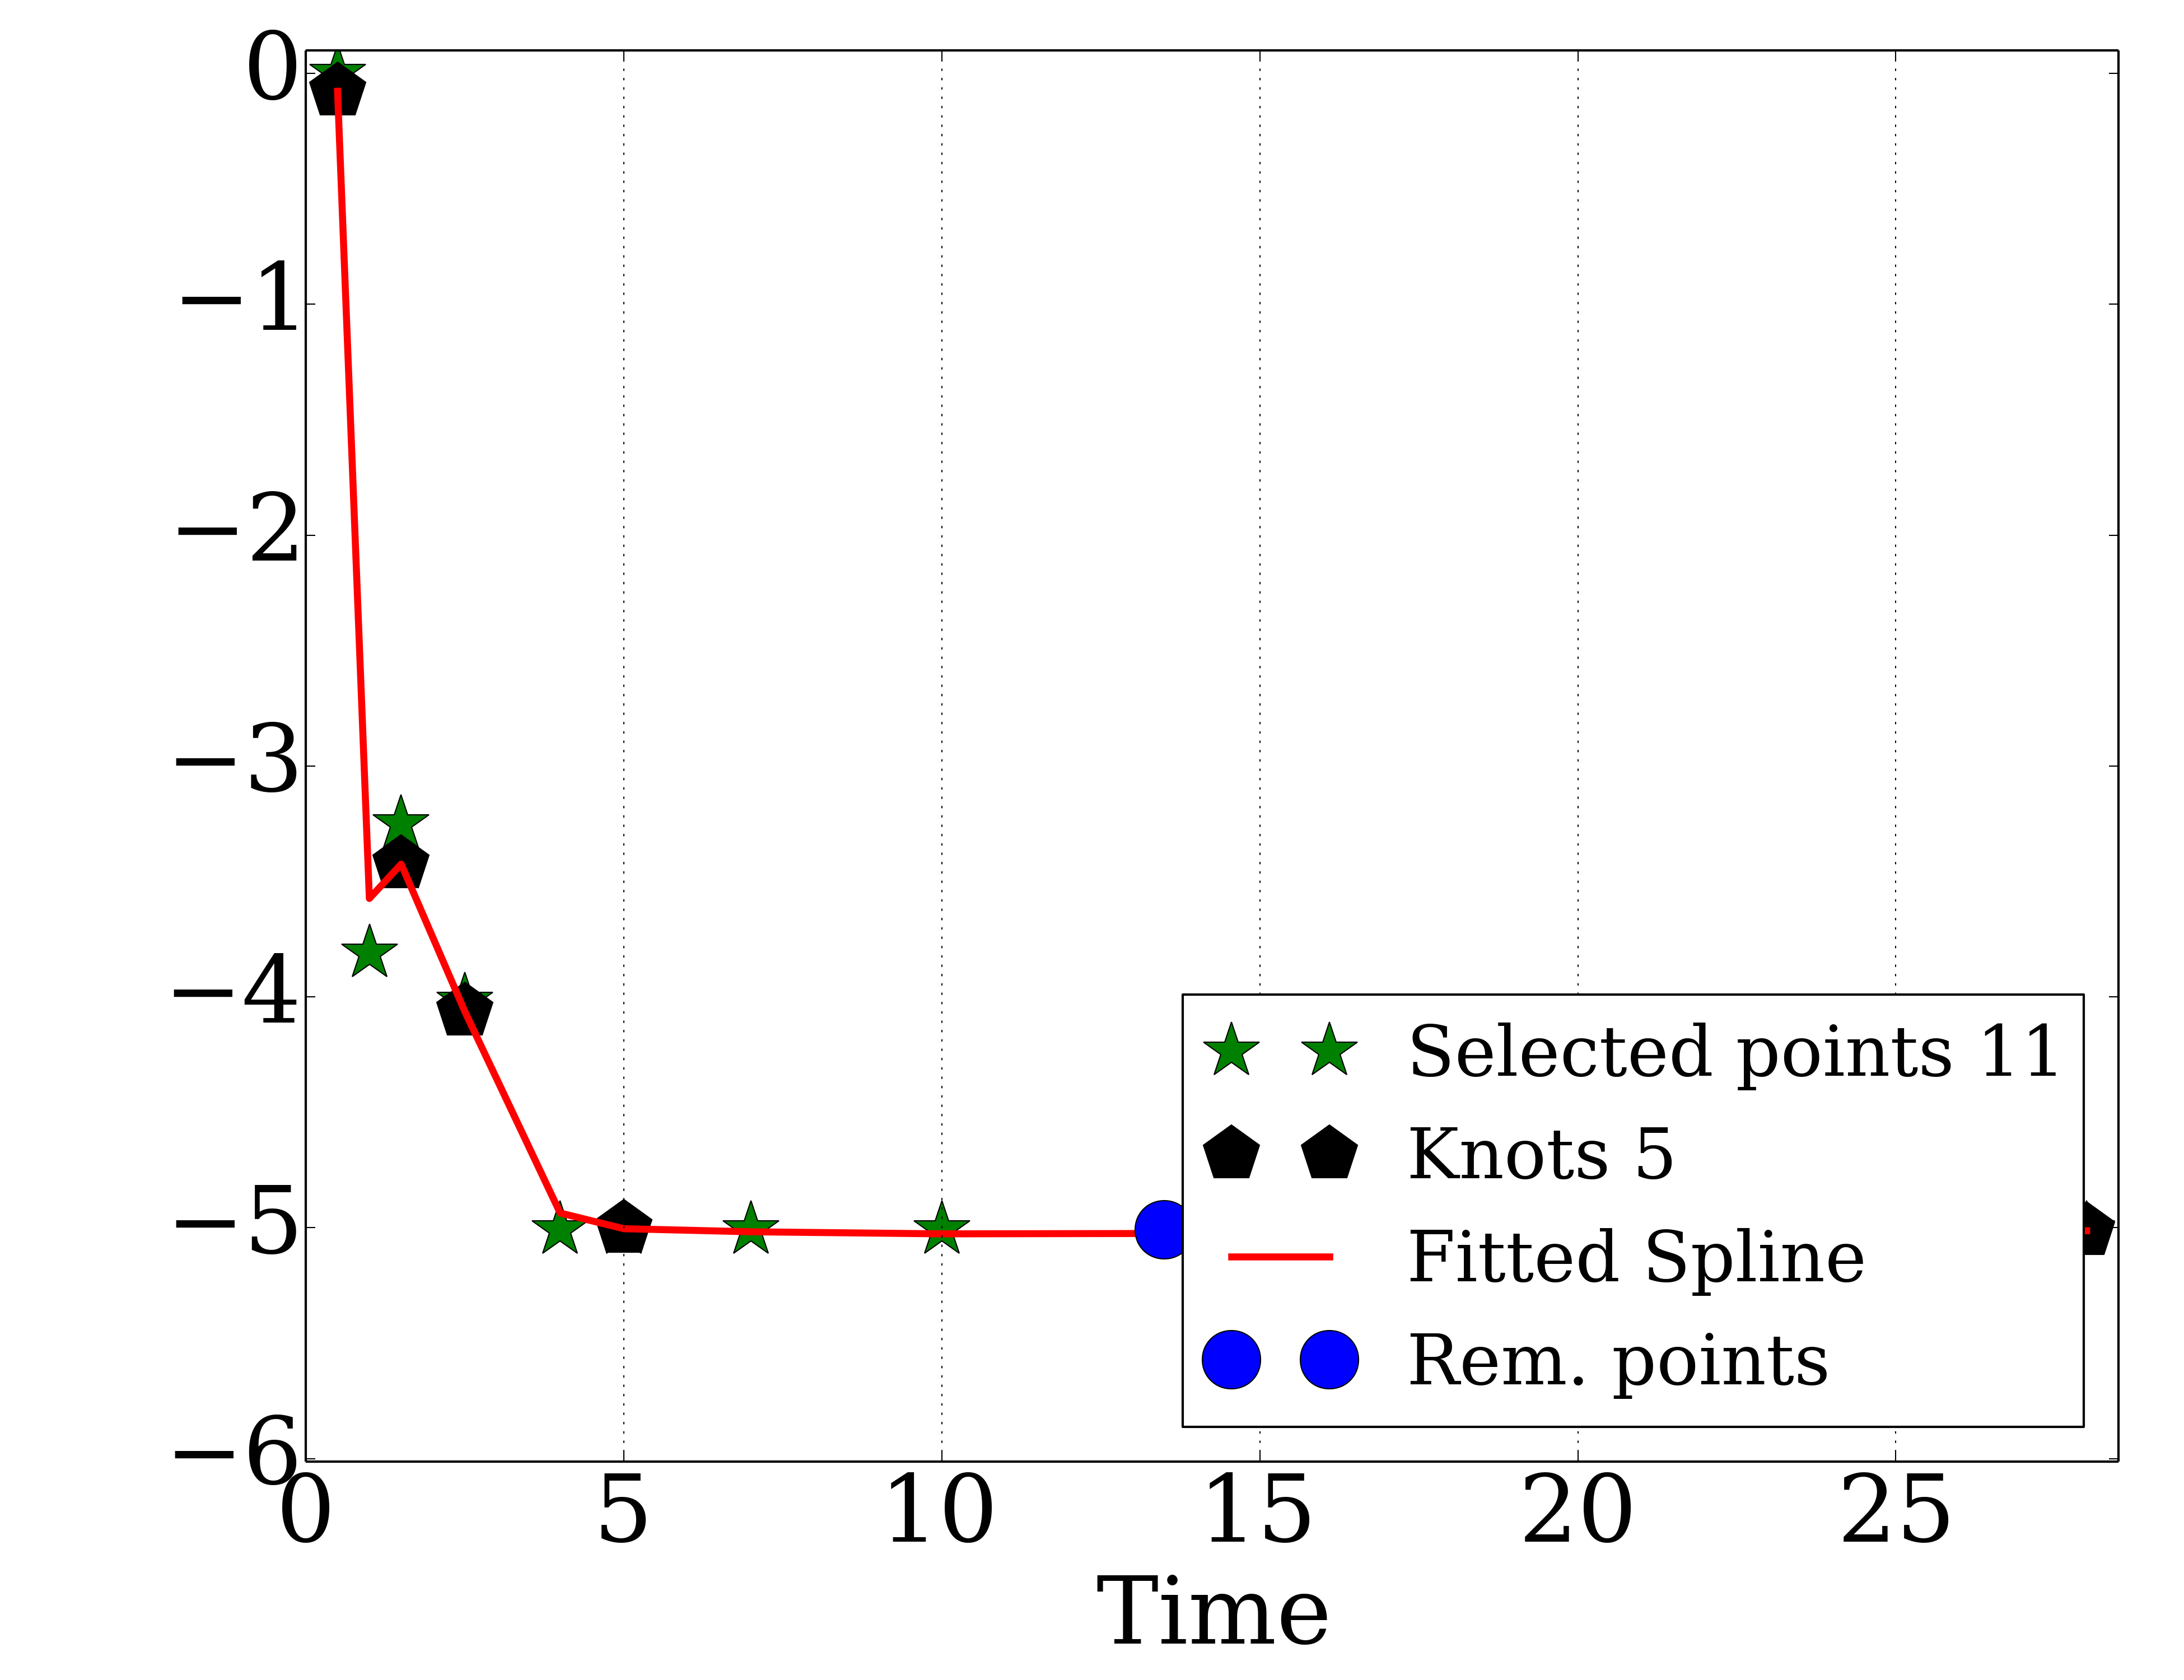 0
−1
−2
−3
−4
−5
−6
0 5 10 15 20 25
Time
Selected points 11
Knots 5
Fitted Spline
Rem. points